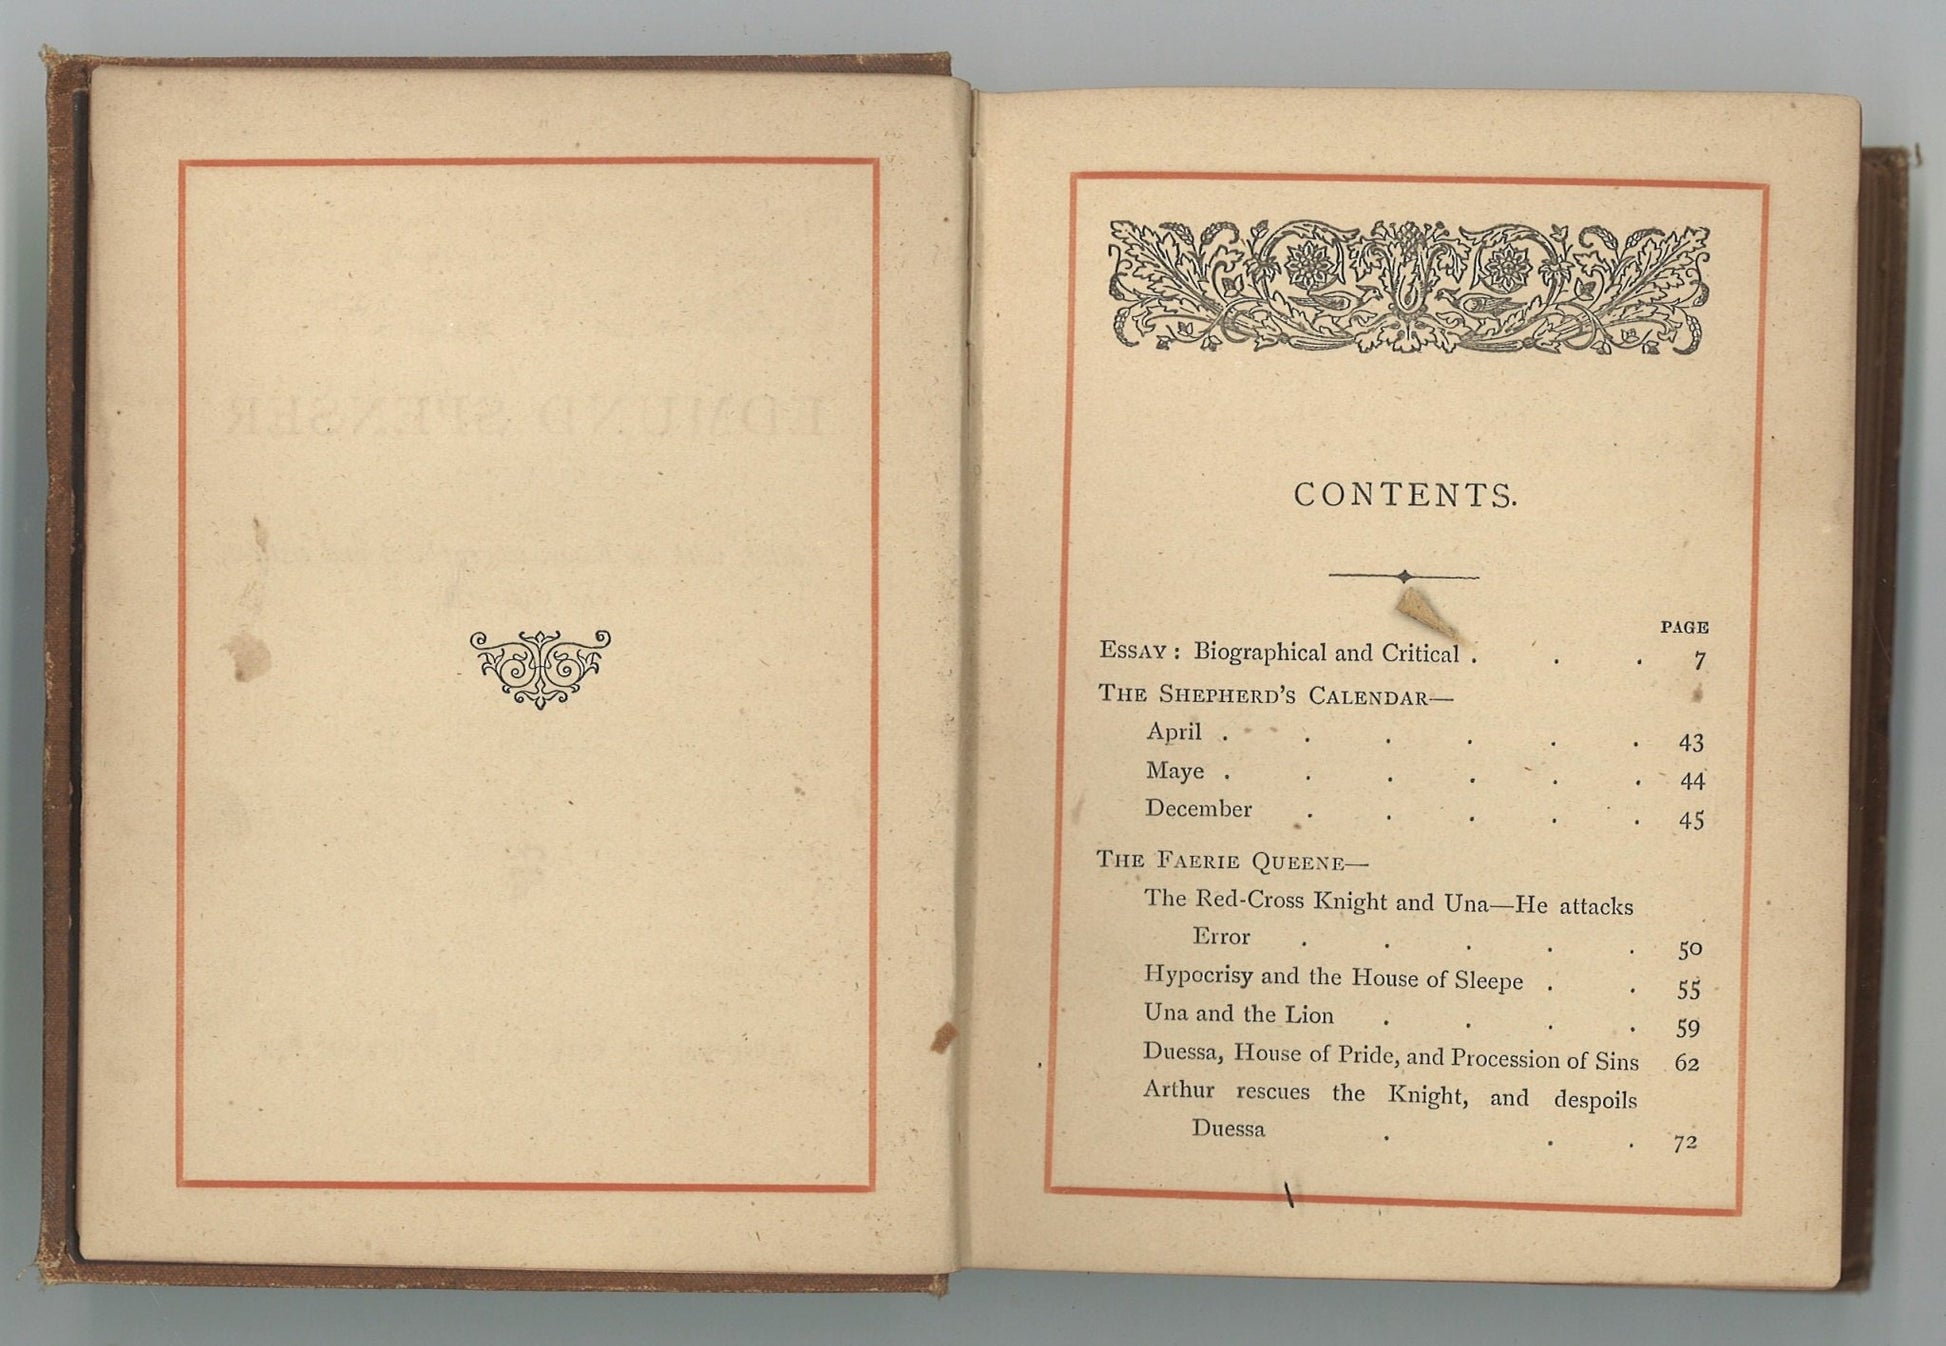 EDMUND SPENSER
CONTENTS.
PAGE
ESSAY: Biographical and Critical . . . 7
THE SHEPHERD'S CALENDAR—
April . . . . . . 43
Maye . . . . . . 44
December . . . . . 45
THE FAERIE QUEENE—
The Red-Cross Knight and Una—He attacks
Error . . . . . 50
Hypocrisy and the House of Sleepe . . 55
Una and the Lion . . . . 59
Duessa, House of Pride, and Procession of Sins 62
Arthur rescues the Knight, and despoils
Duessa . . . 72